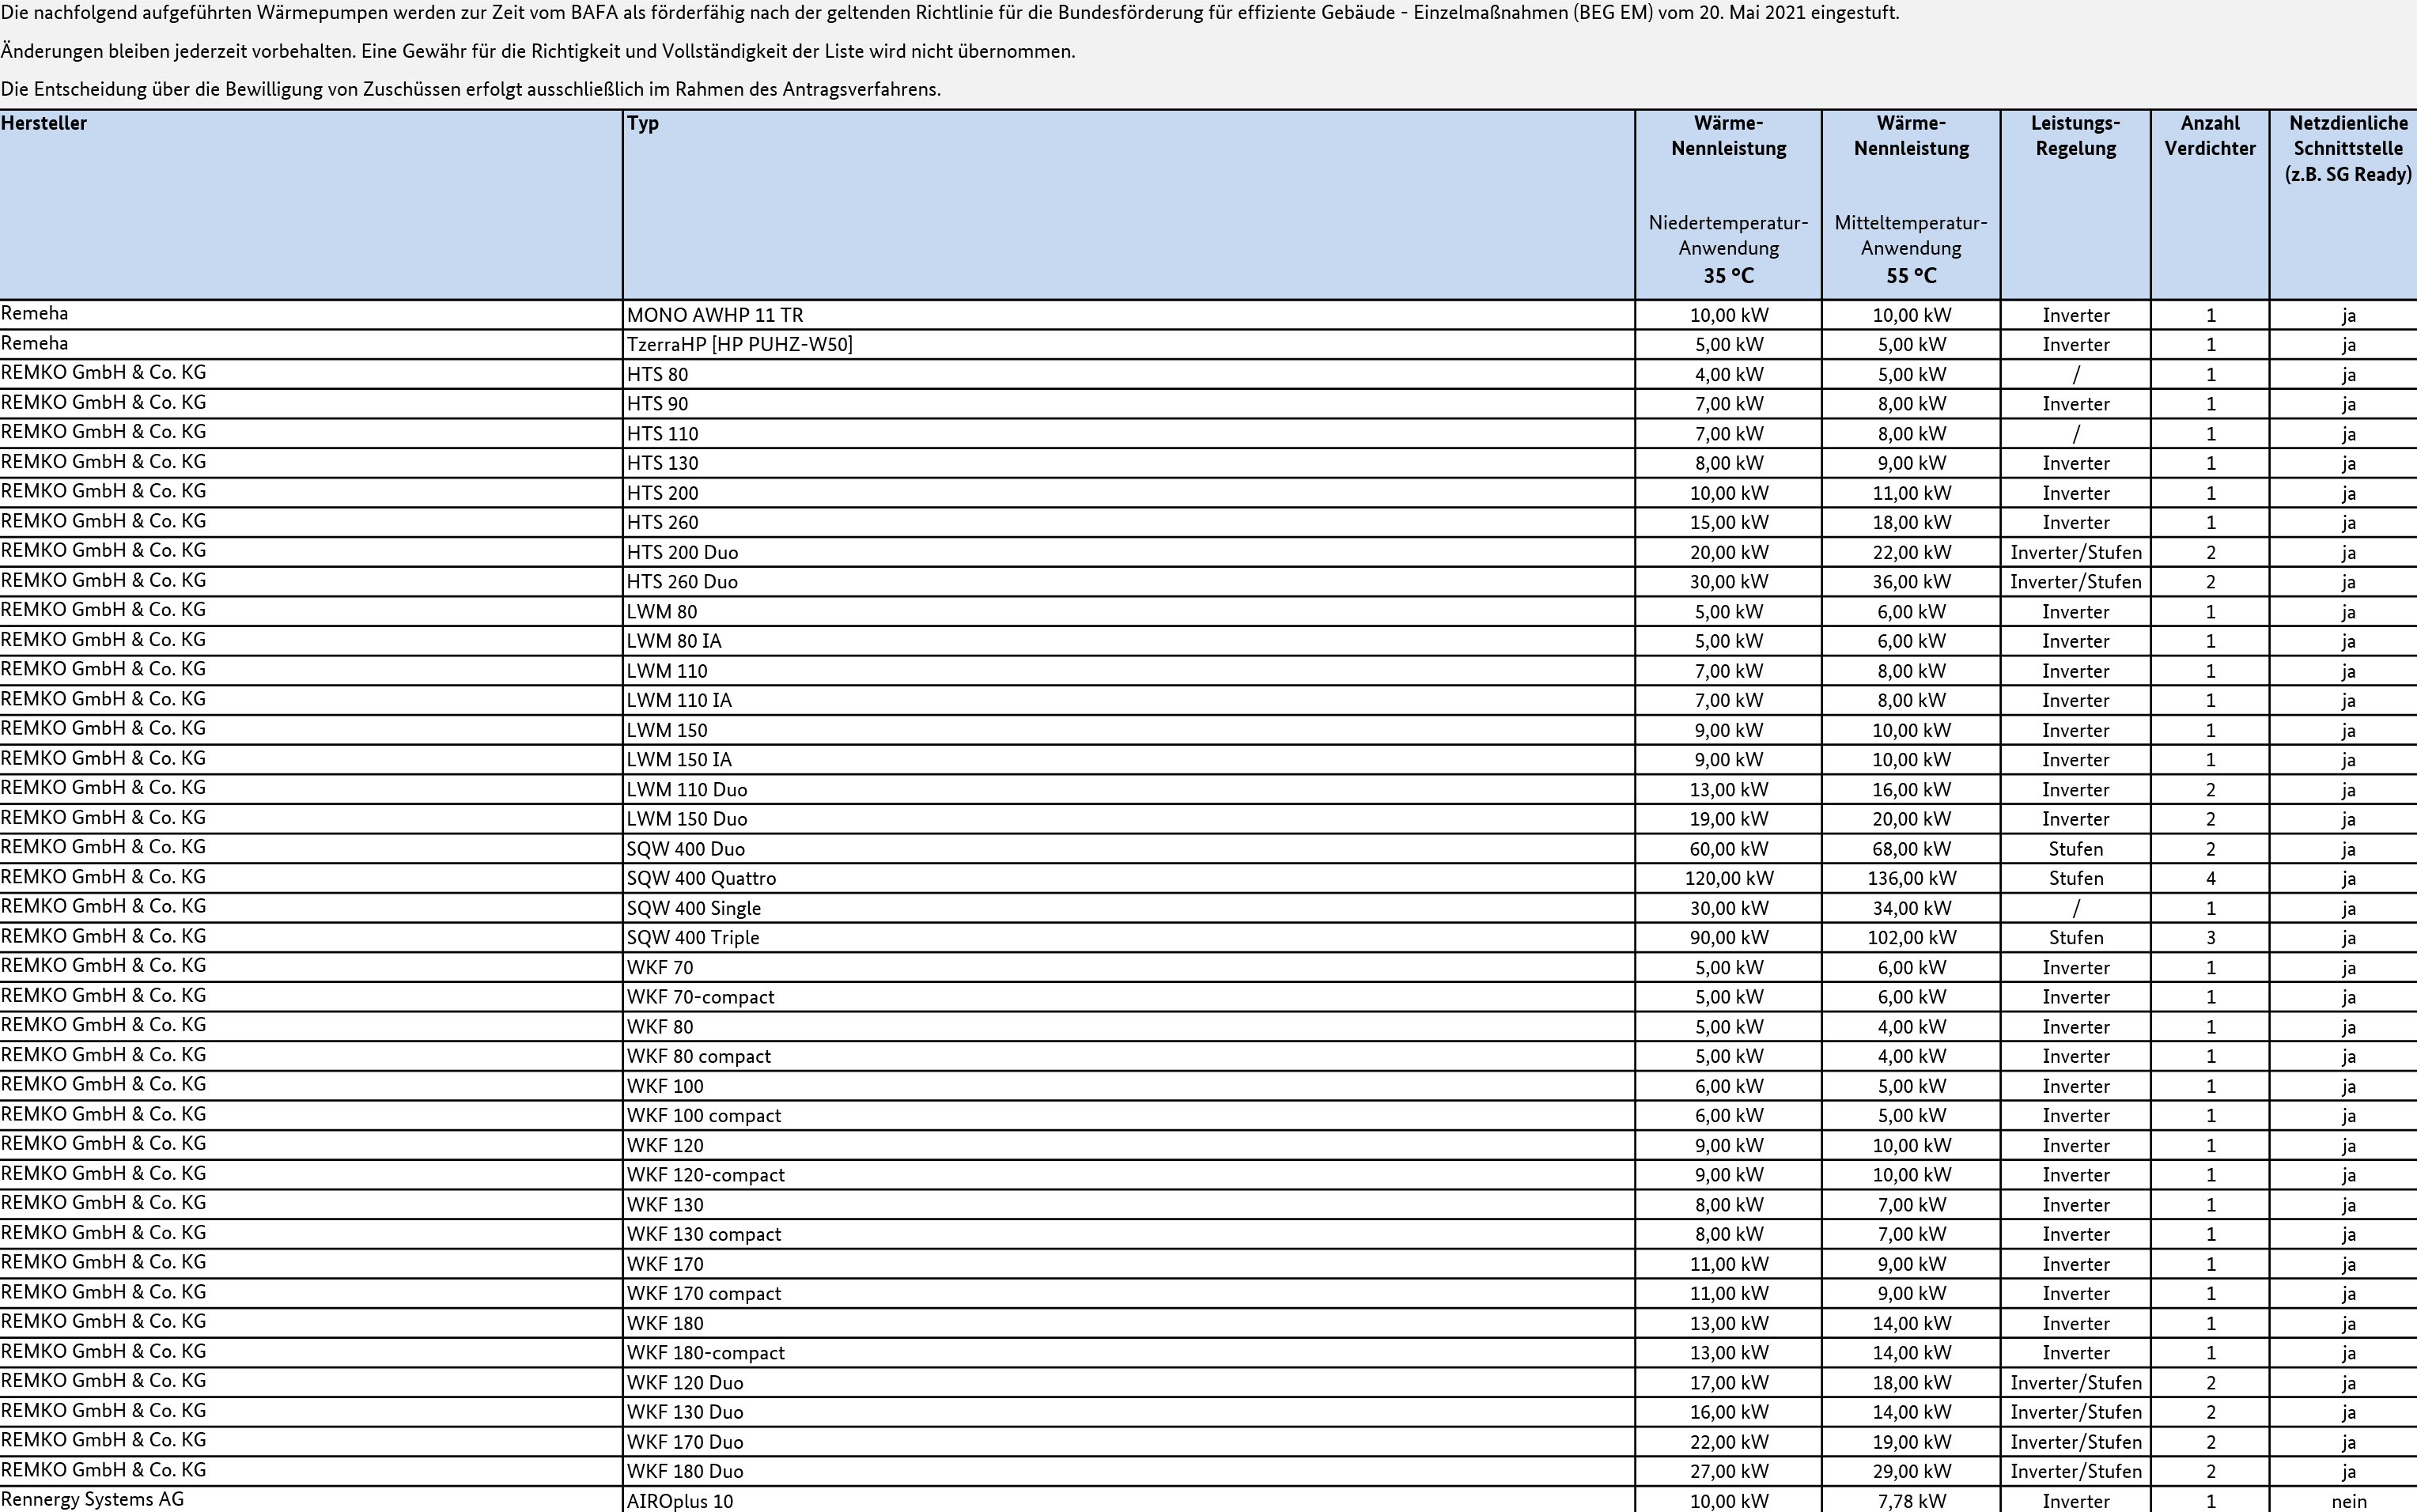 Die nachfolgend aufgeführten Wärmepumpen werden zur Zeit vom BAFA als förderfähig nach der geltenden Richtlinie für die Bundesförderung für effiziente Gebäude - Einzelmaßnahmen (BEG EM) vom 20. Mai 2021 eingestuft.
Änderungen bleiben jederzeit vorbehalten. Eine Gewähr für die Richtigkeit und Vollständigkeit der Liste wird nicht übernommen.
Die Entscheidung über die Bewilligung von Zuschüssen erfolgt ausschließlich im Rahmen des Antragsverfahrens.
Hersteller Typ Wärme- Wärme- Leistungs- Anzahl Netzdienliche
Nennleistung Nennleistung Regelung Verdichter Schnittstelle
(z.B. SG Ready)
Niedertemperatur- Mitteltemperatur-
Anwendung Anwendung
35 °C 55 °C
Remeha MONO AWHP 11 TR 10,00 kW 10,00 kW Inverter 1 ja
Remeha TzerraHP [HP PUHZ-W50] 5,00 kW 5,00 kW Inverter 1 ja
REMKO GmbH & Co. KG HTS 80 4,00 kW 5,00 kW / 1 ja
REMKO GmbH & Co. KG HTS 90 7,00 kW 8,00 kW Inverter 1 ja
REMKO GmbH & Co. KG HTS 110 7,00 kW 8,00 kW / 1 ja
REMKO GmbH & Co. KG HTS 130 8,00 kW 9,00 kW Inverter 1 ja
REMKO GmbH & Co. KG HTS 200 10,00 kW 11,00 kW Inverter 1 ja
REMKO GmbH & Co. KG HTS 260 15,00 kW 18,00 kW Inverter 1 ja
REMKO GmbH & Co. KG HTS 200 Duo 20,00 kW 22,00 kW Inverter/Stufen 2 ja
REMKO GmbH & Co. KG HTS 260 Duo 30,00 kW 36,00 kW Inverter/Stufen 2 ja
REMKO GmbH & Co. KG LWM 80 5,00 kW 6,00 kW Inverter 1 ja
REMKO GmbH & Co. KG LWM 80 IA 5,00 kW 6,00 kW Inverter 1 ja
REMKO GmbH & Co. KG LWM 110 7,00 kW 8,00 kW Inverter 1 ja
REMKO GmbH & Co. KG LWM 110 IA 7,00 kW 8,00 kW Inverter 1 ja
REMKO GmbH & Co. KG LWM 150 9,00 kW 10,00 kW Inverter 1 ja
REMKO GmbH & Co. KG LWM 150 IA 9,00 kW 10,00 kW Inverter 1 ja
REMKO GmbH & Co. KG LWM 110 Duo 13,00 kW 16,00 kW Inverter 2 ja
REMKO GmbH & Co. KG LWM 150 Duo 19,00 kW 20,00 kW Inverter 2 ja
REMKO GmbH & Co. KG SQW 400 Duo 60,00 kW 68,00 kW Stufen 2 ja
REMKO GmbH & Co. KG SQW 400 Quattro 120,00 kW 136,00 kW Stufen 4 ja
REMKO GmbH & Co. KG SQW 400 Single 30,00 kW 34,00 kW / 1 ja
REMKO GmbH & Co. KG SQW 400 Triple 90,00 kW 102,00 kW Stufen 3 ja
REMKO GmbH & Co. KG WKF 70 5,00 kW 6,00 kW Inverter 1 ja
REMKO GmbH & Co. KG WKF 70-compact 5,00 kW 6,00 kW Inverter 1 ja
REMKO GmbH & Co. KG WKF 80 5,00 kW 4,00 kW Inverter 1 ja
REMKO GmbH & Co. KG WKF 80 compact 5,00 kW 4,00 kW Inverter 1 ja
REMKO GmbH & Co. KG WKF 100 6,00 kW 5,00 kW Inverter 1 ja
REMKO GmbH & Co. KG WKF 100 compact 6,00 kW 5,00 kW Inverter 1 ja
REMKO GmbH & Co. KG WKF 120 9,00 kW 10,00 kW Inverter 1 ja
REMKO GmbH & Co. KG WKF 120-compact 9,00 kW 10,00 kW Inverter 1 ja
REMKO GmbH & Co. KG WKF 130 8,00 kW 7,00 kW Inverter 1 ja
REMKO GmbH & Co. KG WKF 130 compact 8,00 kW 7,00 kW Inverter 1 ja
REMKO GmbH & Co. KG WKF 170 11,00 kW 9,00 kW Inverter 1 ja
REMKO GmbH & Co. KG WKF 170 compact 11,00 kW 9,00 kW Inverter 1 ja
REMKO GmbH & Co. KG WKF 180 13,00 kW 14,00 kW Inverter 1 ja
REMKO GmbH & Co. KG WKF 180-compact 13,00 kW 14,00 kW Inverter 1 ja
REMKO GmbH & Co. KG WKF 120 Duo 17,00 kW 18,00 kW Inverter/Stufen 2 ja
REMKO GmbH & Co. KG WKF 130 Duo 16,00 kW 14,00 kW Inverter/Stufen 2 ja
REMKO GmbH & Co. KG WKF 170 Duo 22,00 kW 19,00 kW Inverter/Stufen 2 ja
REMKO GmbH & Co. KG WKF 180 Duo 27,00 kW 29,00 kW Inverter/Stufen 2 ja
Rennergy Systems AG AIROplus 10 10,00 kW 7,78 kW Inverter 1 nein